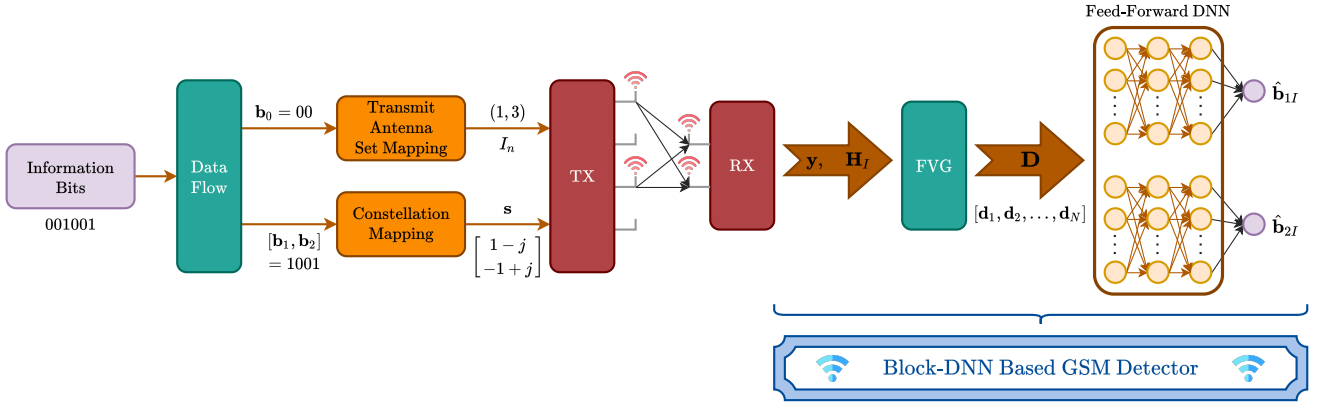 Feed-Forward DNN
Information
Bits
001001
Data
Flow
b₀ = 00
Transmit
Antenna
Set Mapping
(1, 3)
Iₙ
[b₁, b₂]
= 1001
Constellation
Mapping
s
[ 1 − j
−1 + j ]
TX
RX
y, H_I
FVG
D
[d₁, d₂, . . . , d_N]
b̂₁I
b̂₂I
Block-DNN Based GSM Detector